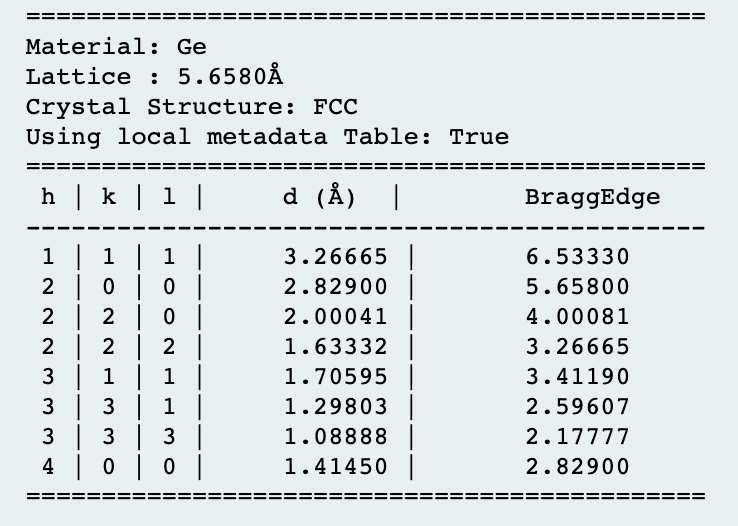 =============================================
Material: Ge
Lattice : 5.6580Å
Crystal Structure: FCC
Using local metadata Table: True
=============================================
 h | k | l |     d (Å)  |        BraggEdge
---------------------------------------------
 1 | 1 | 1 |     3.26665 |       6.53330
 2 | 0 | 0 |     2.82900 |       5.65800
 2 | 2 | 0 |     2.00041 |       4.00081
 2 | 2 | 2 |     1.63332 |       3.26665
 3 | 1 | 1 |     1.70595 |       3.41190
 3 | 3 | 1 |     1.29803 |       2.59607
 3 | 3 | 3 |     1.08888 |       2.17777
 4 | 0 | 0 |     1.41450 |       2.82900
=============================================